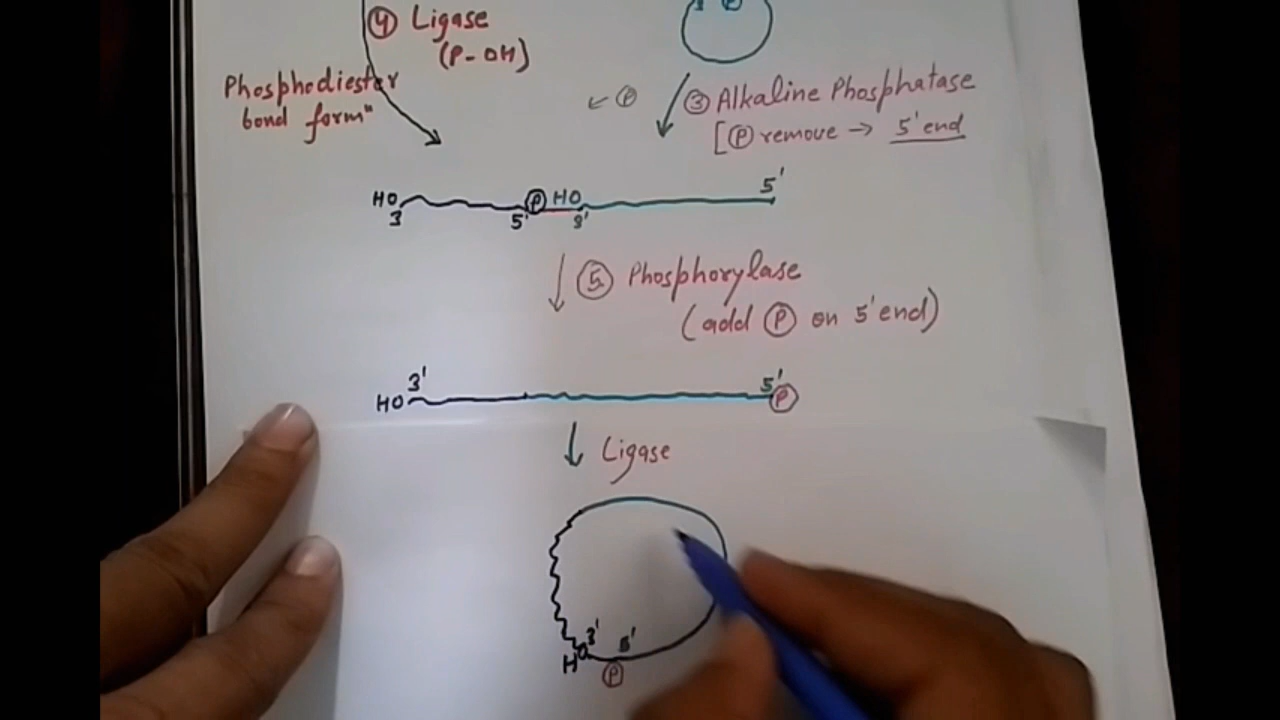 ④ Ligase
(P-OH)
Phosphodiester
bond formⁿ
← Ⓟ
③ Alkaline Phosphatase
[Ⓟ remove → 5' end
HO
3
5'
Ⓟ HO
3'
5'
↓ ⑤ Phosphorylase
(add Ⓟ on 5' end)
3'
HO
5'
Ⓟ
↓ Ligase
3'
HO
5'
Ⓟ